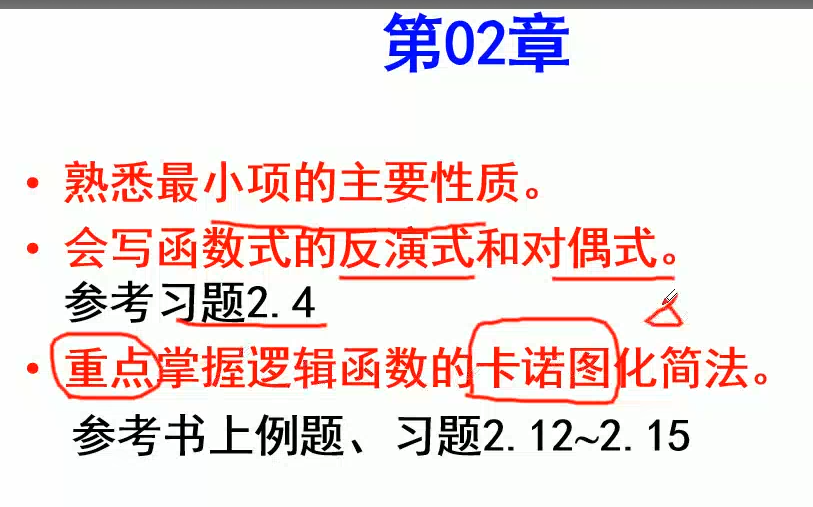 第02章
• 熟悉最小项的主要性质。
• 会写函数式的反演式和对偶式。
参考习题2.4
• 重点掌握逻辑函数的卡诺图化简法。
参考书上例题、习题2.12~2.15